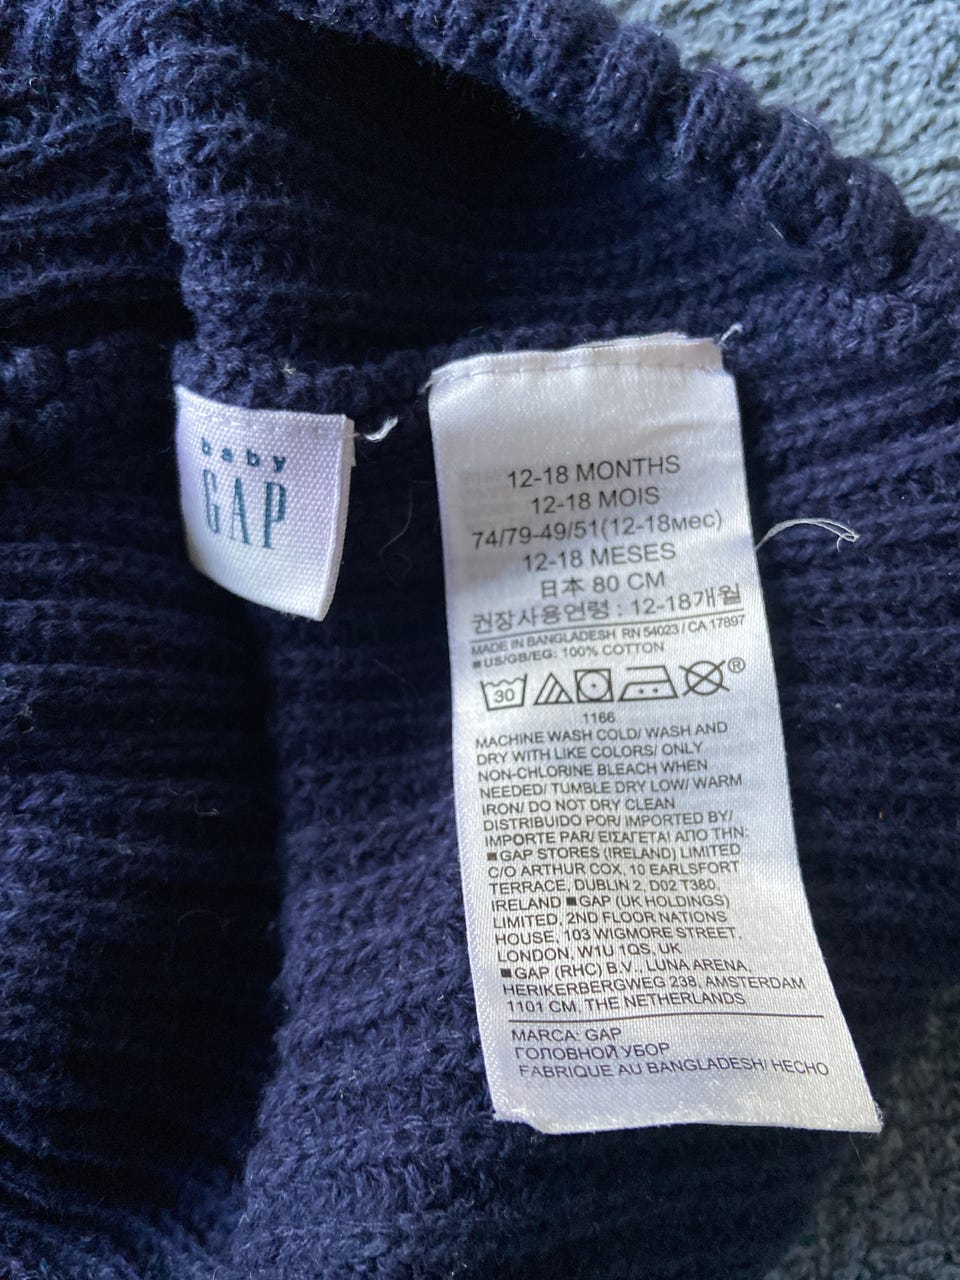 baby
GAP
12-18 MONTHS
12-18 MOIS
74/79-49/51(12-18мес)
12-18 MESES
日本 80 CM
권장사용연령 : 12-18개월
MADE IN BANGLADESH RN 54023 / CA 17897
■US/GB/EG: 100% COTTON
30 ®
1166
MACHINE WASH COLD/ WASH AND
DRY WITH LIKE COLORS/ ONLY
NON-CHLORINE BLEACH WHEN
NEEDED/ TUMBLE DRY LOW/ WARM
IRON/ DO NOT DRY CLEAN
DISTRIBUIDO POR/ IMPORTED BY/
IMPORTE PAR/ ΕΙΣΑΓΕΤΑΙ ΑΠΟ ΤΗΝ:
■GAP STORES (IRELAND) LIMITED
C/O ARTHUR COX, 10 EARLSFORT
TERRACE, DUBLIN 2, D02 T380,
IRELAND ■GAP (UK HOLDINGS)
LIMITED, 2ND FLOOR NATIONS
HOUSE, 103 WIGMORE STREET,
LONDON, W1U 1QS, UK
■GAP (RHC) B.V., LUNA ARENA,
HERIKERBERGWEG 238, AMSTERDAM
1101 CM, THE NETHERLANDS
MARCA: GAP
ГОЛОВНОЙ УБОР
FABRIQUE AU BANGLADESH/ HECHO